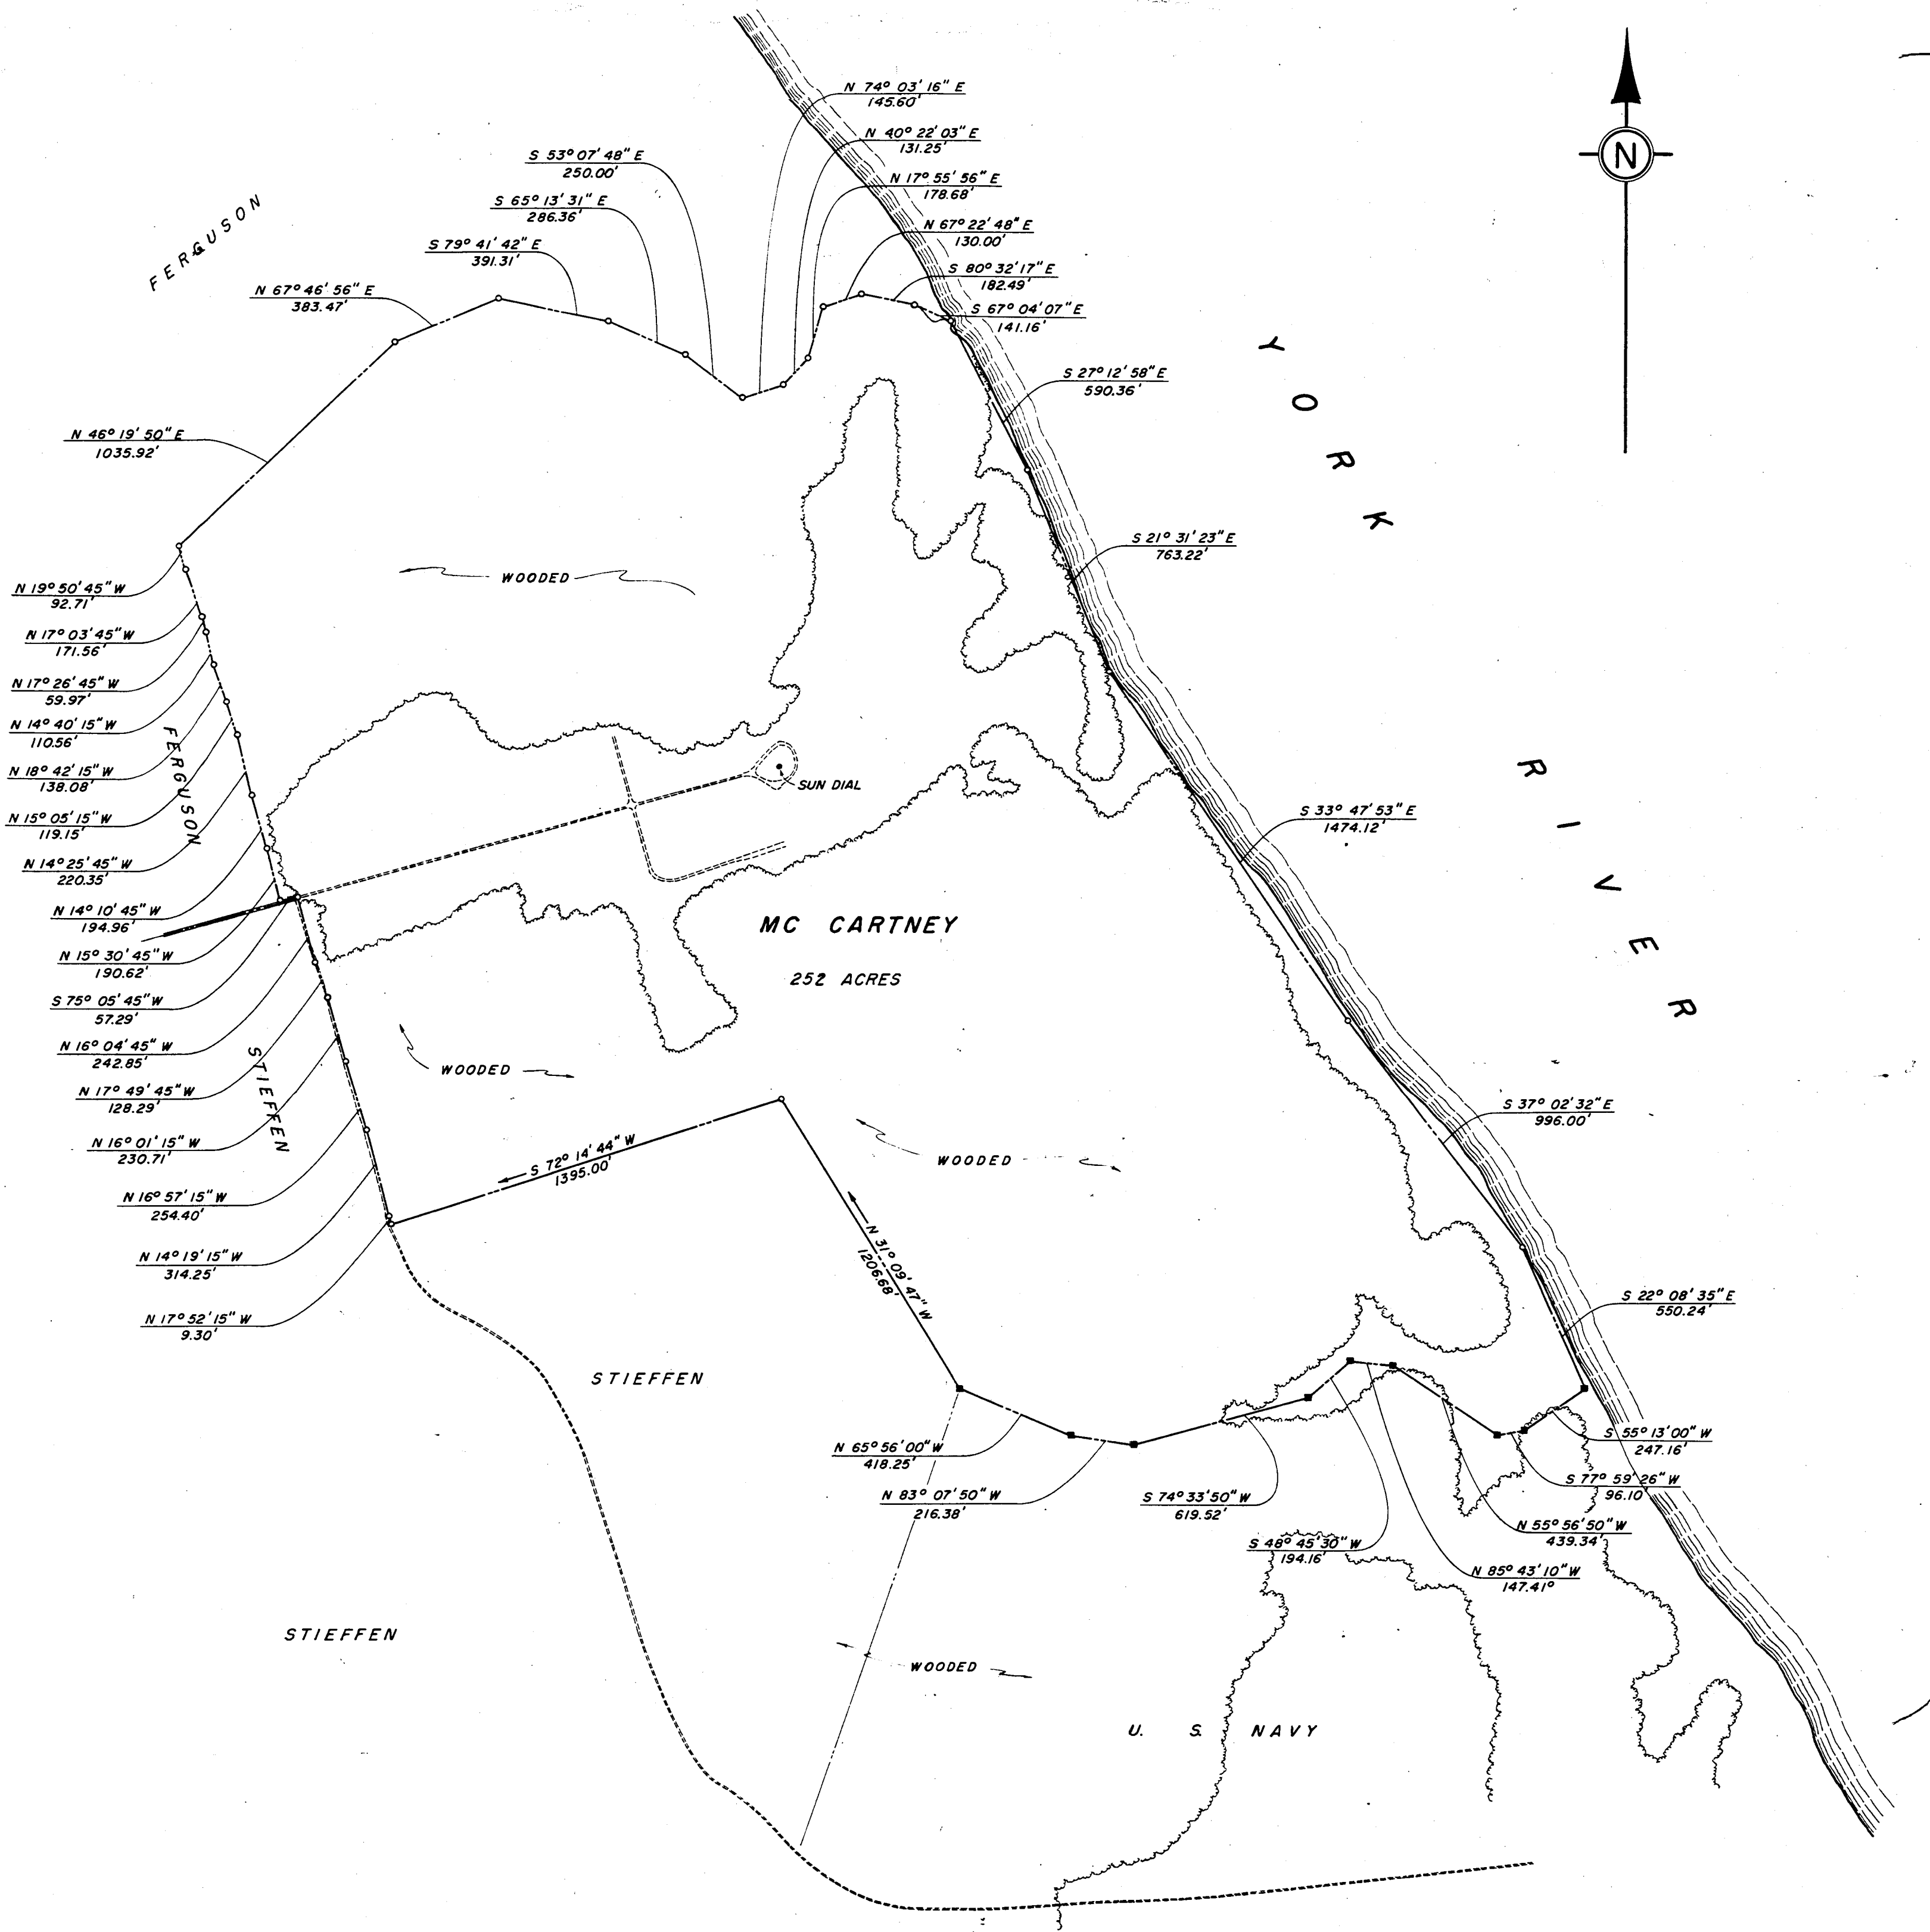 N 74° 03' 16" E
145.60'
N 40° 22' 03" E
131.25'
S 53° 07' 48" E
250.00'
N 17° 55' 56" E
178.68'
S 65° 13' 31" E
286.36'
N 67° 22' 48" E
130.00'
S 79° 41' 42" E
391.31'
S 80° 32' 17" E
182.49'
N 67° 46' 56" E
383.47'
S 67° 04' 07" E
141.16'
N
FERGUSON
S 27° 12' 58" E
590.36'
N 46° 19' 50" E
1035.92'
YORK
RIVER
S 21° 31' 23" E
763.22'
WOODED
N 19° 50' 45" W
92.71'
N 17° 03' 45" W
171.56'
N 17° 26' 45" W
59.97'
N 14° 40' 15" W
110.56'
N 18° 42' 15" W
138.08'
N 15° 05' 15" W
119.15'
N 14° 25' 45" W
220.35'
N 14° 10' 45" W
194.96'
N 15° 30' 45" W
190.62'
S 75° 05' 45" W
57.29'
N 16° 04' 45" W
242.85'
N 17° 49' 45" W
128.29'
N 16° 01' 15" W
230.71'
N 16° 57' 15" W
254.40'
N 14° 19' 15" W
314.25'
N 17° 52' 15" W
9.30'
FERGUSON
STIEFFEN
SUN DIAL
S 33° 47' 53" E
1474.12'
MC CARTNEY
252 ACRES
WOODED
S 72° 14' 44" W
1395.00'
WOODED
S 37° 02' 32" E
996.00'
N 31° 09' 47" W
1206.68'
S 22° 08' 35" E
550.24'
STIEFFEN
N 65° 56' 00" W
418.25'
N 83° 07' 50" W
216.38'
S 74° 33' 50" W
619.52'
S 48° 45' 30" W
194.16'
N 85° 43' 10" W
147.41°
N 55° 56' 50" W
439.34'
S 77° 59' 26" W
96.10'
S 55° 13' 00" W
247.16'
STIEFFEN
WOODED
U. S. NAVY